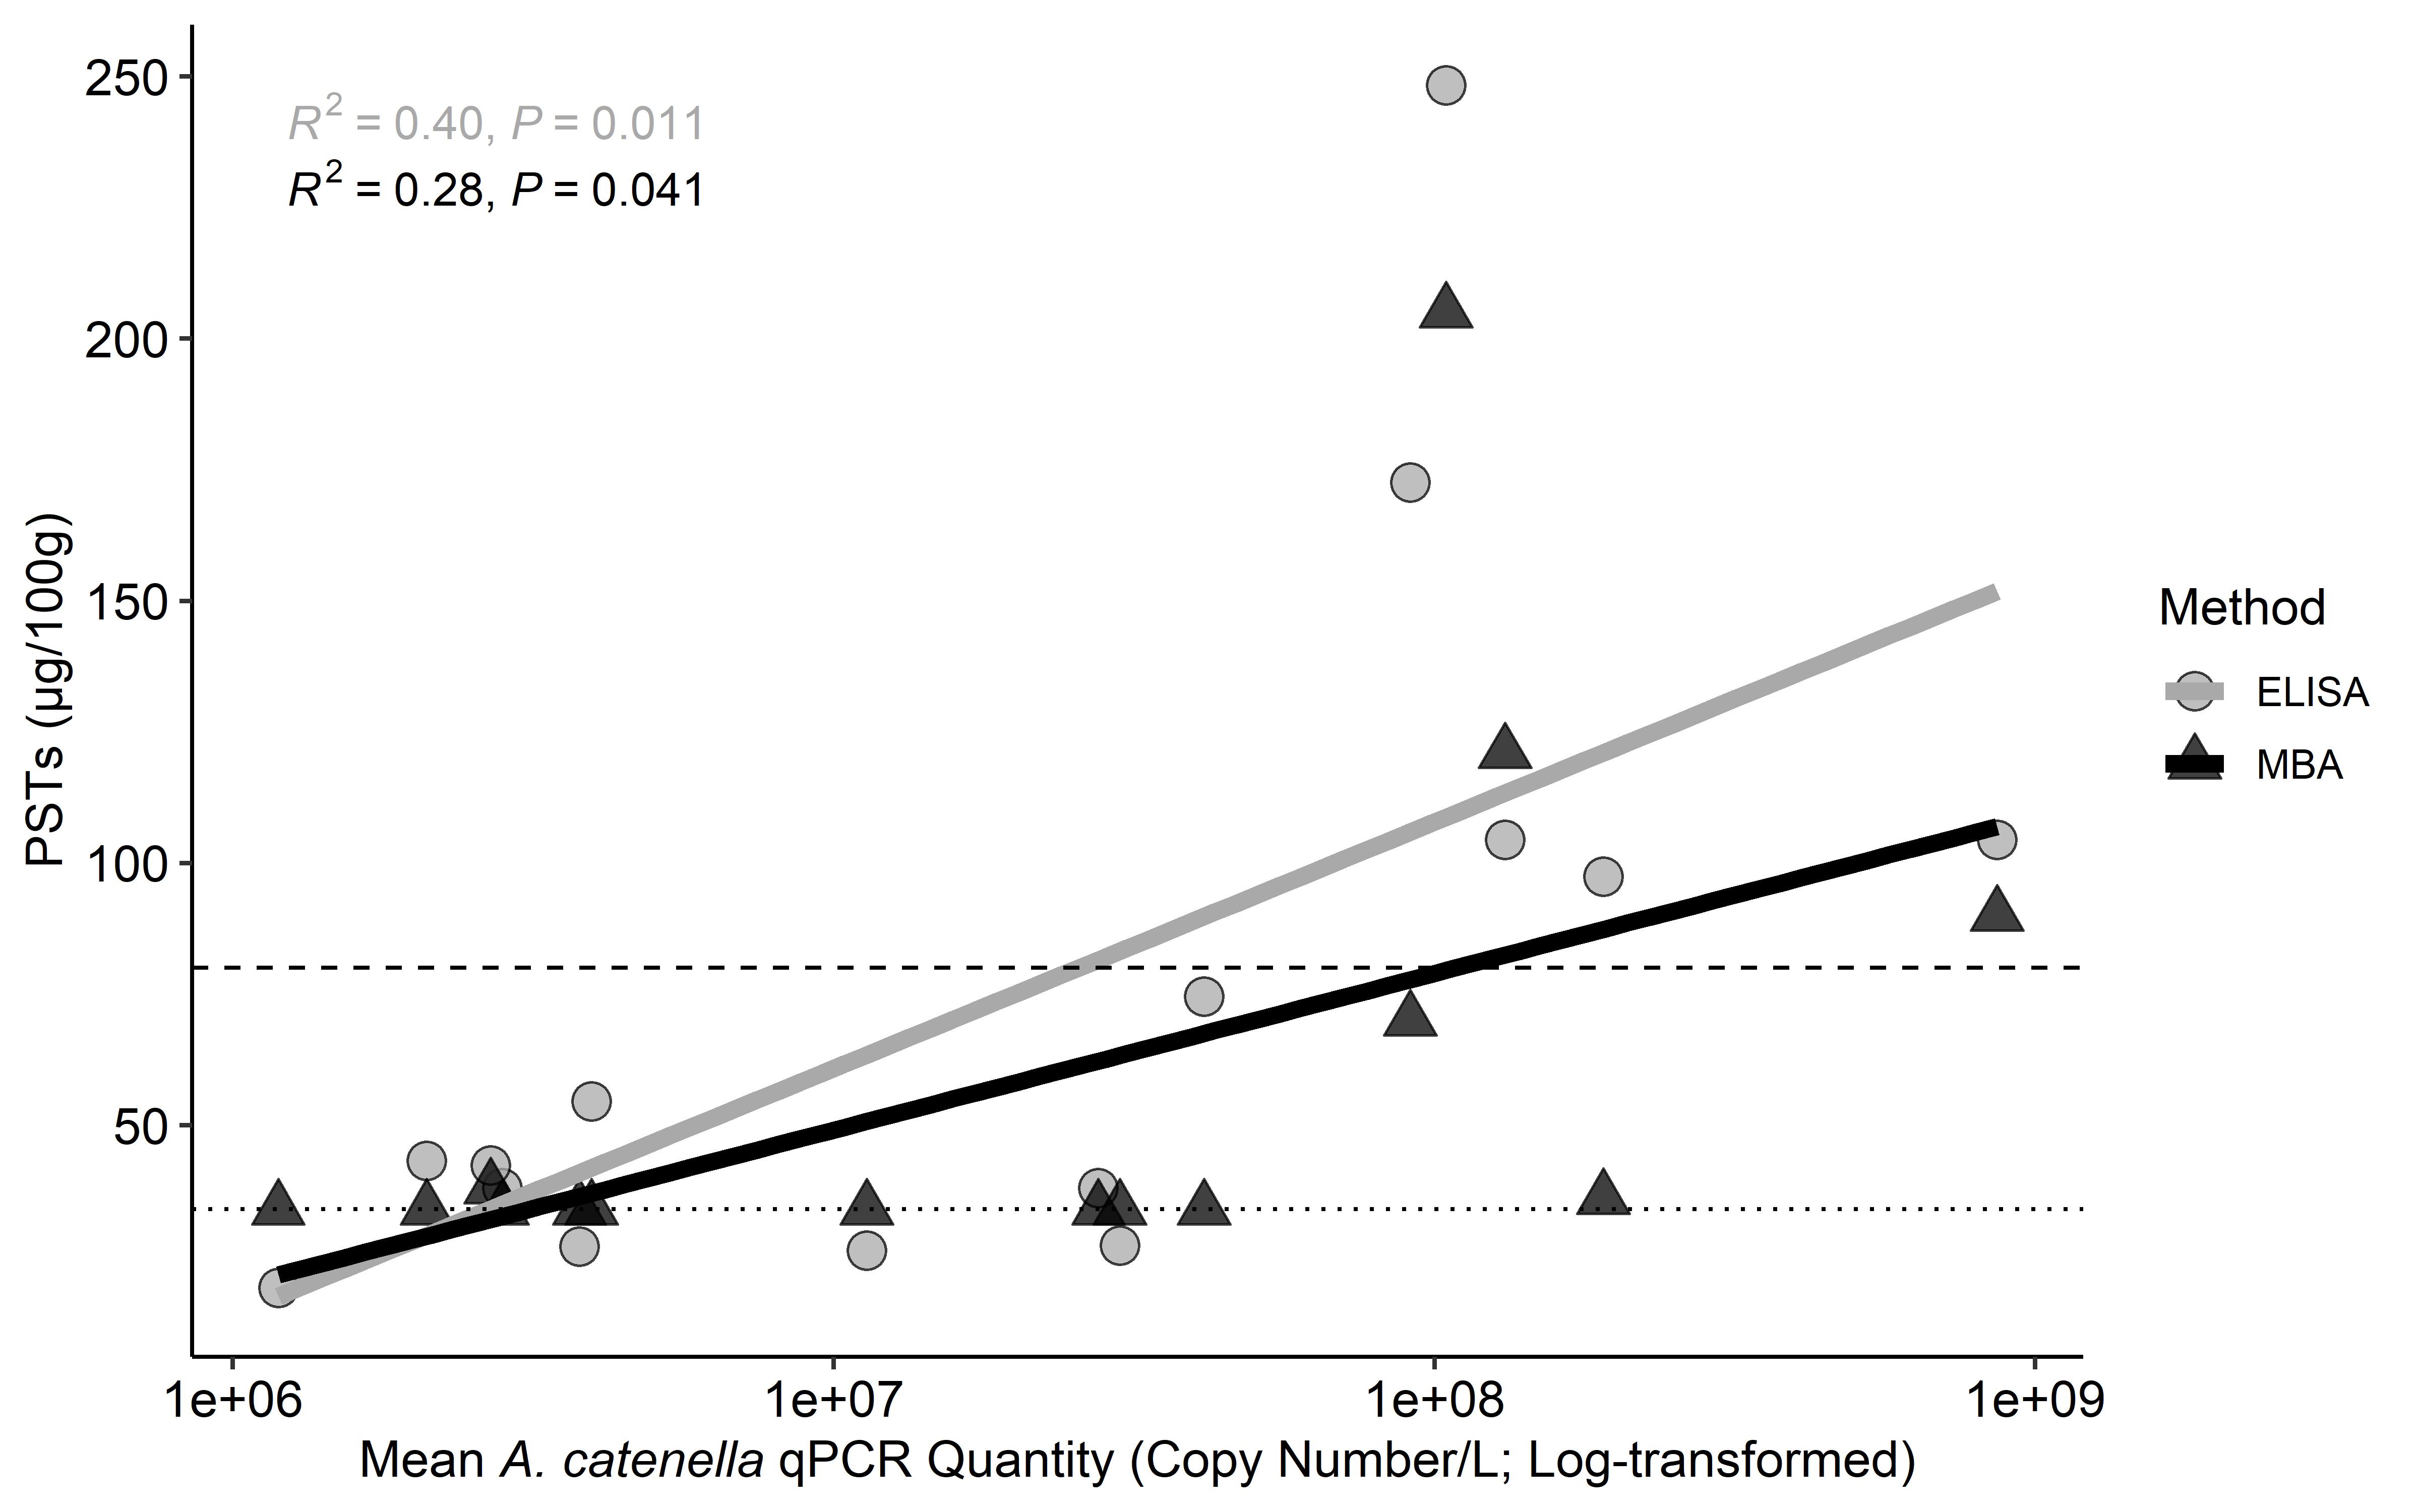 250
200
150
100
50
PSTs (µg/100g)
R² = 0.40, P = 0.011
R² = 0.28, P = 0.041
1e+06 1e+07 1e+08 1e+09
Mean A. catenella qPCR Quantity (Copy Number/L; Log-transformed)
Method
ELISA
MBA